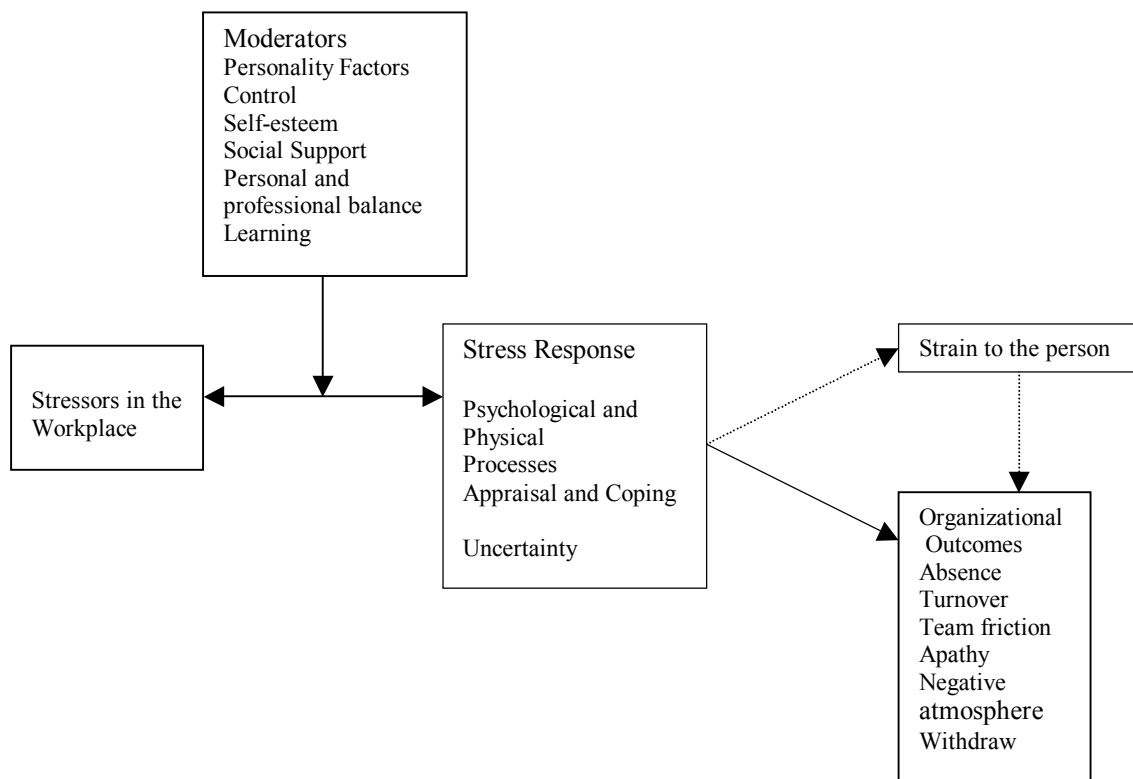 Moderators
Personality Factors
Control
Self-esteem
Social Support
Personal and
professional balance
Learning
Stressors in the
Workplace
Stress Response
Psychological and
Physical
Processes
Appraisal and Coping
Uncertainty
Strain to the person
Organizational
Outcomes
Absence
Turnover
Team friction
Apathy
Negative
atmosphere
Withdraw